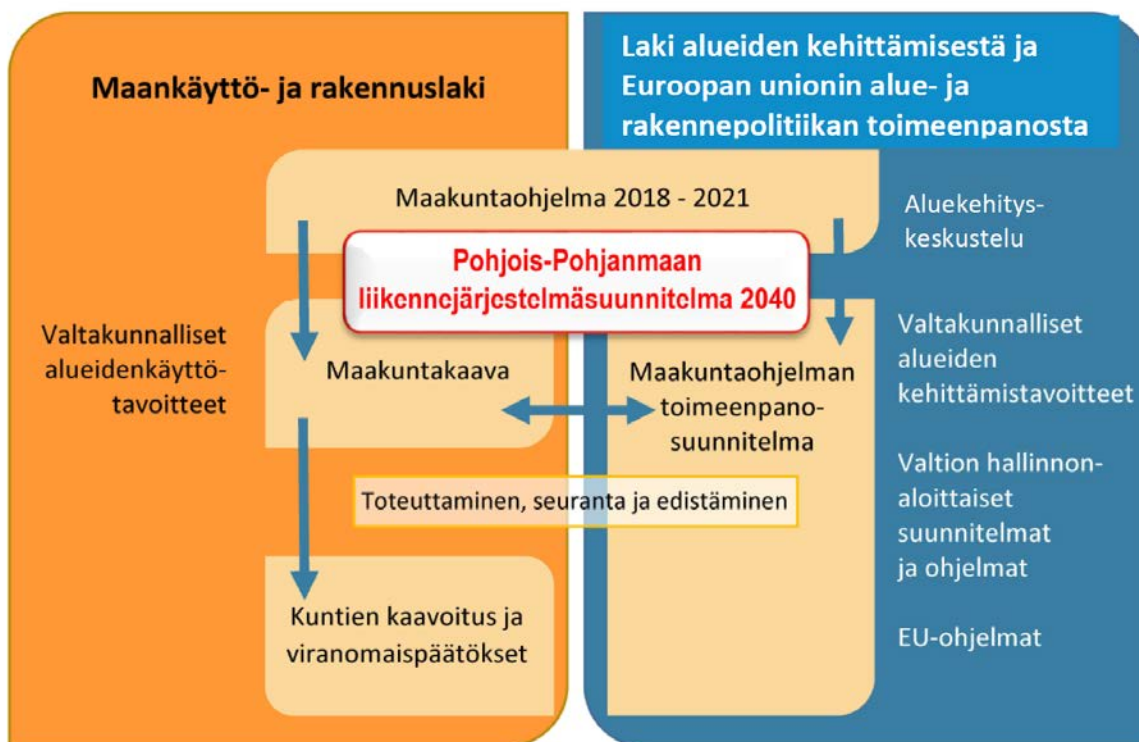 Maankäyttö- ja rakennuslaki
Laki alueiden kehittämisestä ja
Euroopan unionin alue- ja
rakennepolitiikan toimeenpanosta
Maakuntaohjelma 2018 - 2021
Aluekehitys-
keskustelu
Pohjois-Pohjanmaan
liikennejärjestelmäsuunnitelma 2040
Valtakunnalliset
alueidenkäyttö-
tavoitteet
Maakuntakaava
Maakuntaohjelman
toimeenpano-
suunnitelma
Valtakunnalliset
alueiden
kehittämistavoitteet
Toteuttaminen, seuranta ja edistäminen
Valtion hallinnon-
aloittaiset
suunnitelmat
ja ohjelmat
Kuntien kaavoitus ja
viranomaispäätökset
EU-ohjelmat